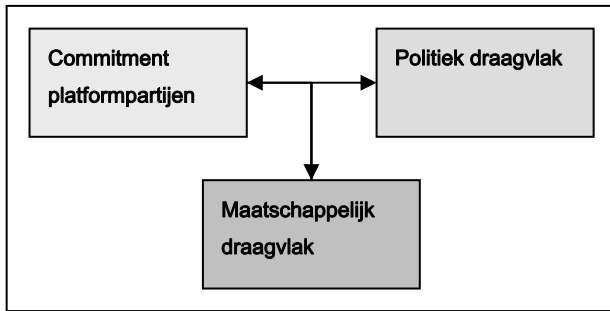 Commitment
platformpartijen
Politiek draagvlak
Maatschappelijk
draagvlak